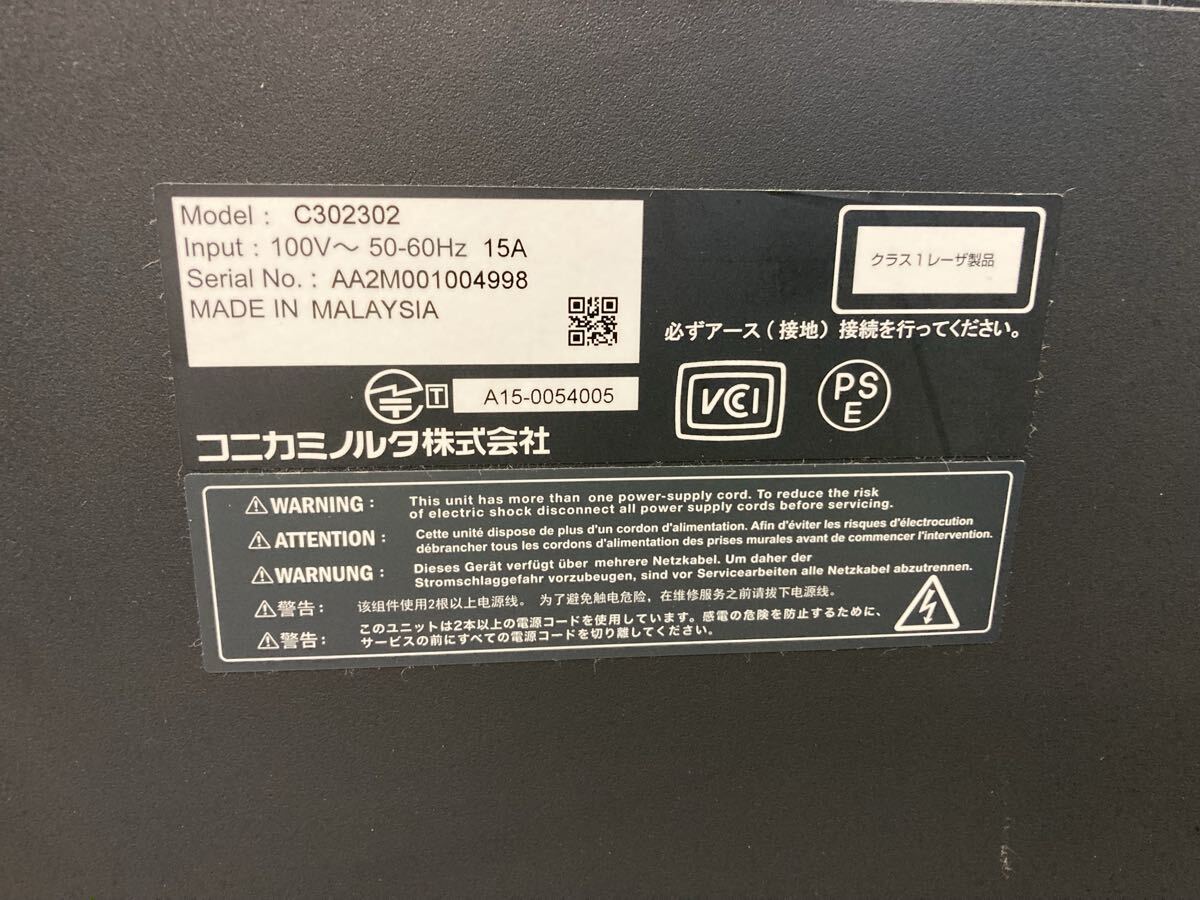 Model : C302302
Input : 100V～ 50-60Hz 15A
Serial No. : AA2M001004998
MADE IN MALAYSIA
クラス1レーザ製品
必ずアース（接地）接続を行ってください。
T A15-0054005
VCCI
PS
E
コニカミノルタ株式会社
⚠WARNING : This unit has more than one power-supply cord. To reduce the risk
of electric shock disconnect all power supply cords before servicing.
⚠ATTENTION : Cette unité dispose de plus d'un cordon d'alimentation. Afin d'éviter les risques d'électrocution
débrancher tous les cordons d'alimentation des prises murales avant de commencer l'intervention.
⚠WARNUNG : Dieses Gerät verfügt über mehrere Netzkabel. Um daher der
Stromschlaggefahr vorzubeugen, sind vor Servicearbeiten alle Netzkabel abzutrennen.
⚠警告 : 该组件使用2根以上电源线。为了避免触电危险，在维修服务之前请拔下电源线。
⚠警告 : このユニットは2本以上の電源コードを使用しています。感電の危険を防止するために、
サービスの前にすべての電源コードを切り離してください。